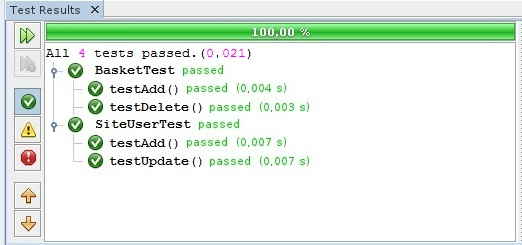 Test Results
100,00 %
All 4 tests passed.(0,021)
BasketTest passed
testAdd() passed (0,004 s)
testDelete() passed (0,003 s)
SiteUserTest passed
testAdd() passed (0,007 s)
testUpdate() passed (0,007 s)